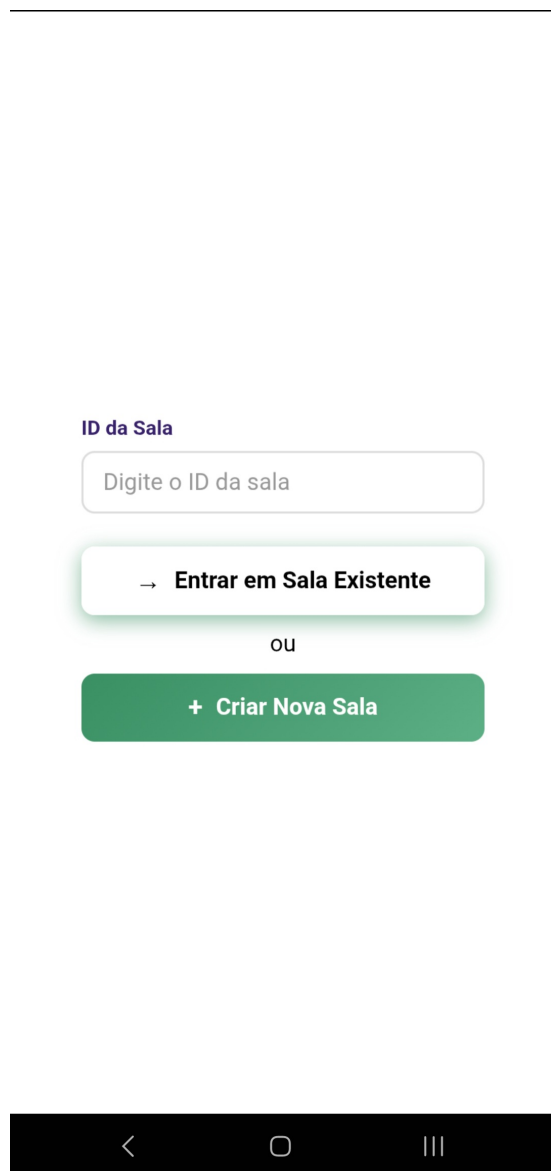 ID da Sala
Digite o ID da sala
→ Entrar em Sala Existente
ou
+ Criar Nova Sala